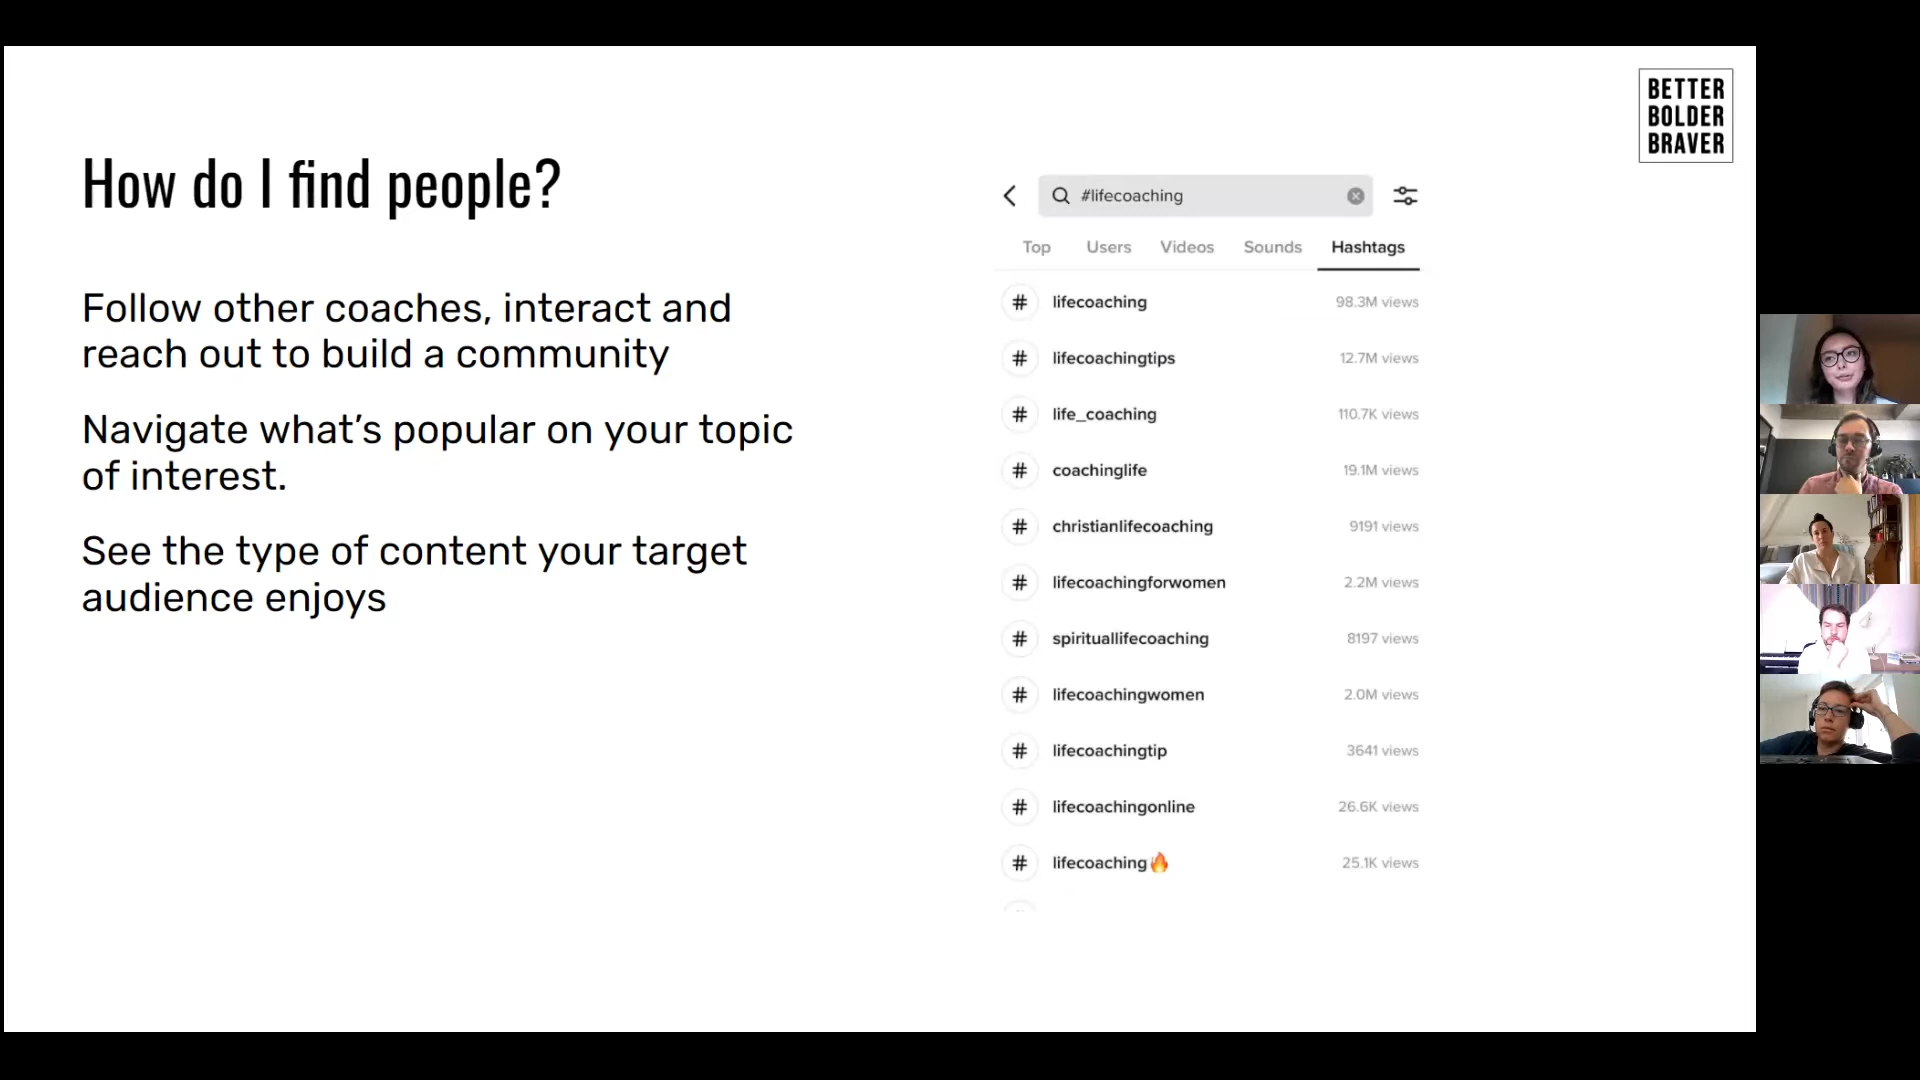 BETTER
BOLDER
BRAVER
How do I find people?
Follow other coaches, interact and
reach out to build a community
Navigate what’s popular on your topic
of interest.
See the type of content your target
audience enjoys
#lifecoaching
Top Users Videos Sounds Hashtags
# lifecoaching 98.3M views
# lifecoachingtips 12.7M views
# life_coaching 110.7K views
# coachinglife 19.1M views
# christianlifecoaching 9191 views
# lifecoachingforwomen 2.2M views
# spirituallifecoaching 8197 views
# lifecoachingwomen 2.0M views
# lifecoachingtip 3641 views
# lifecoachingonline 26.6K views
# lifecoaching🔥 25.1K views